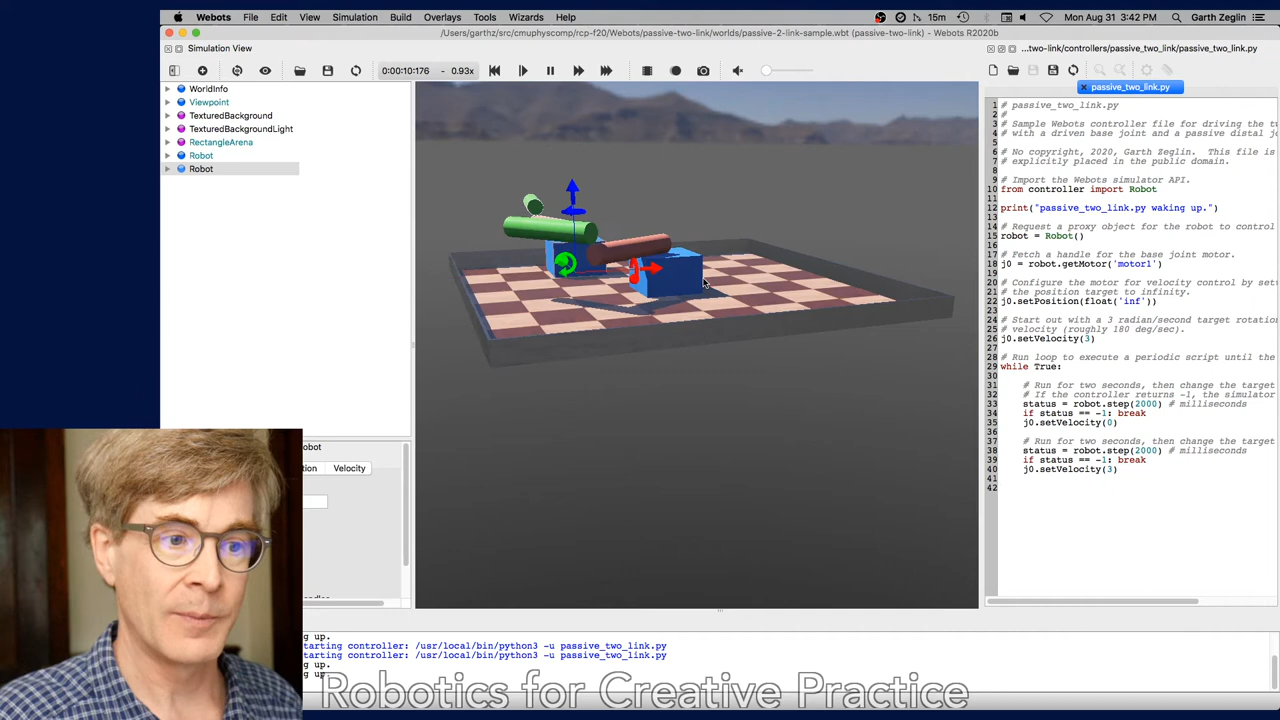 Webots File Edit View Simulation Build Overlays Tools Wizards Help 15m Mon Aug 31 3:42 PM Garth Zeglin
/Users/garthz/src/cmuphyscomp/rcp-f20/Webots/passive-two-link/worlds/passive-2-link-sample.wbt (passive-two-link) - Webots R2020b
Simulation View
...two-link/controllers/passive_two_link/passive_two_link.py
0:00:10:176 - 0.93x
passive_two_link.py
WorldInfo
Viewpoint
TexturedBackground
TexturedBackgroundLight
RectangleArena
Robot
Robot
1 # passive_two_link.py
2 #
3 # Sample Webots controller file for driving the t
4 # with a driven base joint and a passive distal j
5
6 # No copyright, 2020, Garth Zeglin. This file is
7 # explicitly placed in the public domain.
8
9 # Import the Webots simulator API.
10 from controller import Robot
11
12 print("passive_two_link.py waking up.")
13
14 # Request a proxy object for the robot to control
15 robot = Robot()
16
17 # Fetch a handle for the base joint motor.
18 j0 = robot.getMotor('motor1')
19
20 # Configure the motor for velocity control by set
21 # the position target to infinity.
22 j0.setPosition(float('inf'))
23
24 # Start out with a 3 radian/second target rotatio
25 # velocity (roughly 180 deg/sec).
26 j0.setVelocity(3)
27
28 # Run loop to execute a periodic script until the
29 while True:
30
31 # Run for two seconds, then change the target
32 # If the controller returns -1, the simulator
33 status = robot.step(2000) # milliseconds
34 if status == -1: break
35 j0.setVelocity(0)
36
37 # Run for two seconds, then change the target
38 status = robot.step(2000) # milliseconds
39 if status == -1: break
40 j0.setVelocity(3)
41
42
obot
tion Velocity
g up.
tarting controller: /usr/local/bin/python3 -u passive_two_link.py
tarting controller: /usr/local/bin/python3 -u passive_two_link.py
g up.
g up.
Robotics for Creative Practice